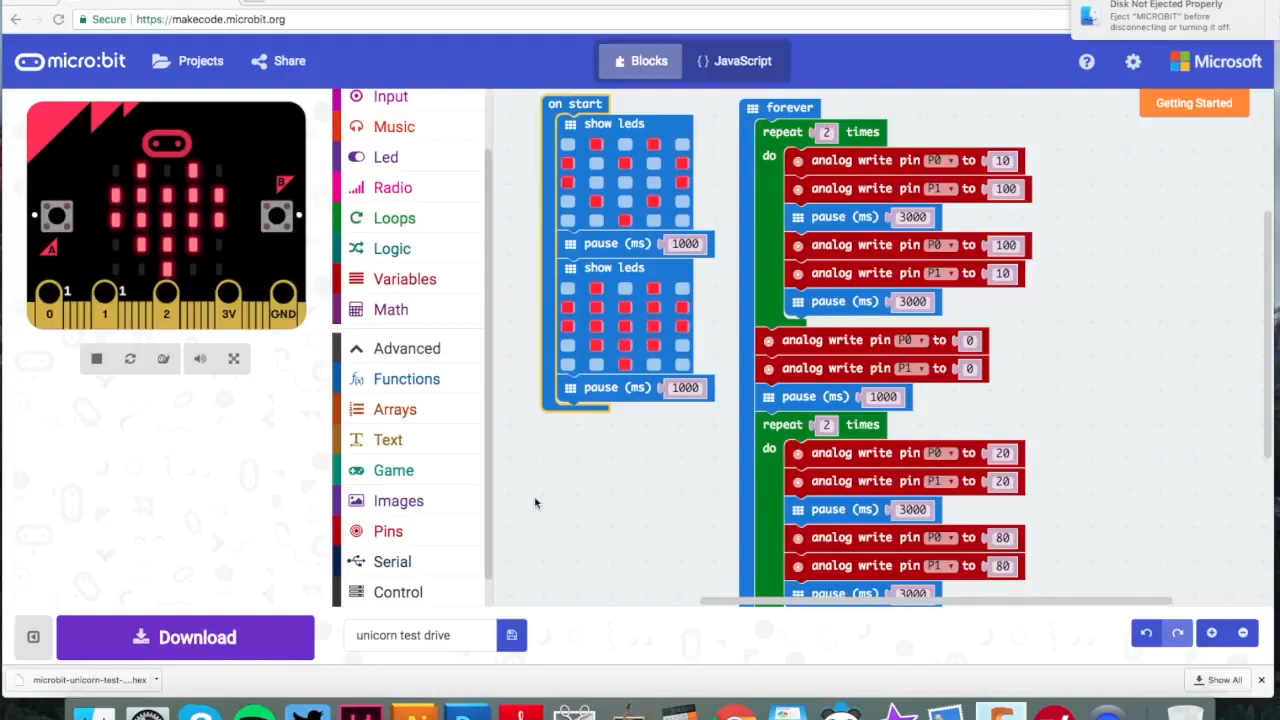 Disk Not Ejected Properly
Eject "MICROBIT" before
disconnecting or turning it off.
Secure https://makecode.microbit.org
micro:bit Projects Share Blocks {} JavaScript ? Microsoft
Getting Started
A
B
0 1 1 1 2 3V GND
Input
Music
Led
Radio
Loops
Logic
Variables
Math
Advanced
f(x) Functions
Arrays
Text
Game
Images
Pins
Serial
Control
on start
show leds
pause (ms) 1000
show leds
pause (ms) 1000
forever
repeat 2 times
do analog write pin P0 to 10
analog write pin P1 to 100
pause (ms) 3000
analog write pin P0 to 100
analog write pin P1 to 10
pause (ms) 3000
analog write pin P0 to 0
analog write pin P1 to 0
pause (ms) 1000
repeat 2 times
do analog write pin P0 to 20
analog write pin P1 to 20
pause (ms) 3000
analog write pin P0 to 80
analog write pin P1 to 80
pause (ms) 3000
Download
unicorn test drive
microbit-unicorn-test-....hex
Show All